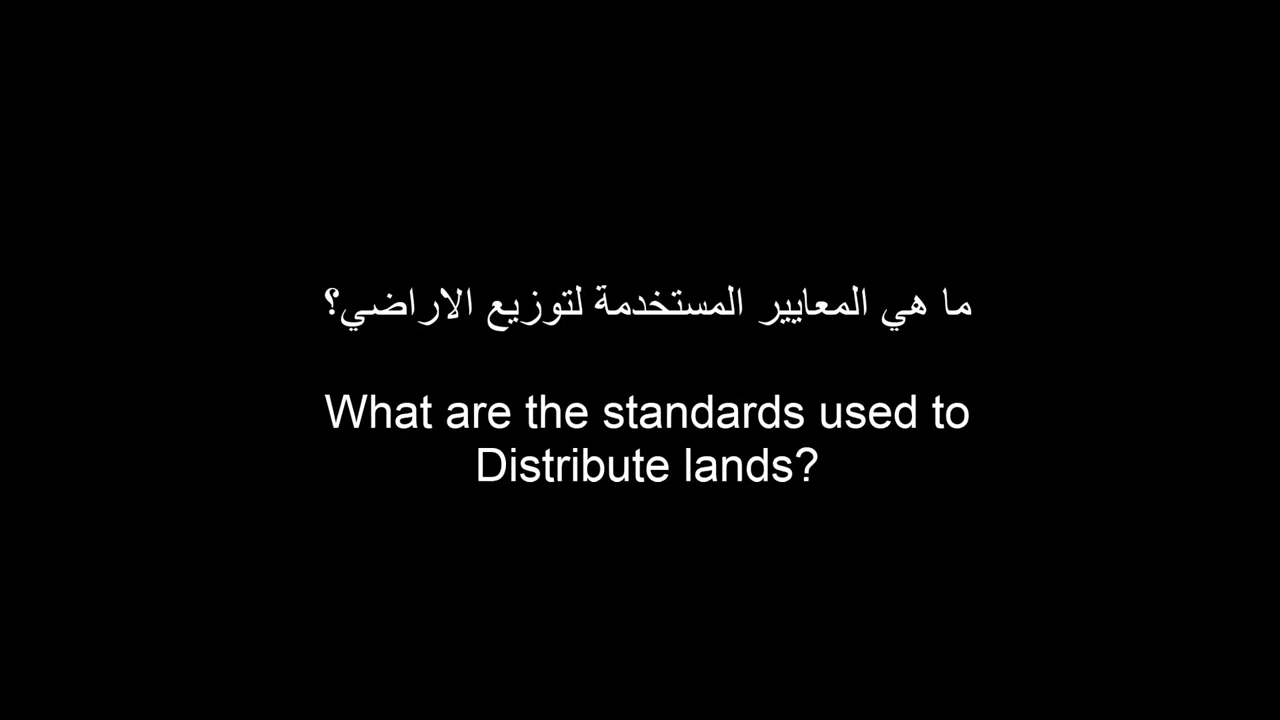 ما هي المعايير المستخدمة لتوزيع الاراضي؟
What are the standards used to
Distribute lands?